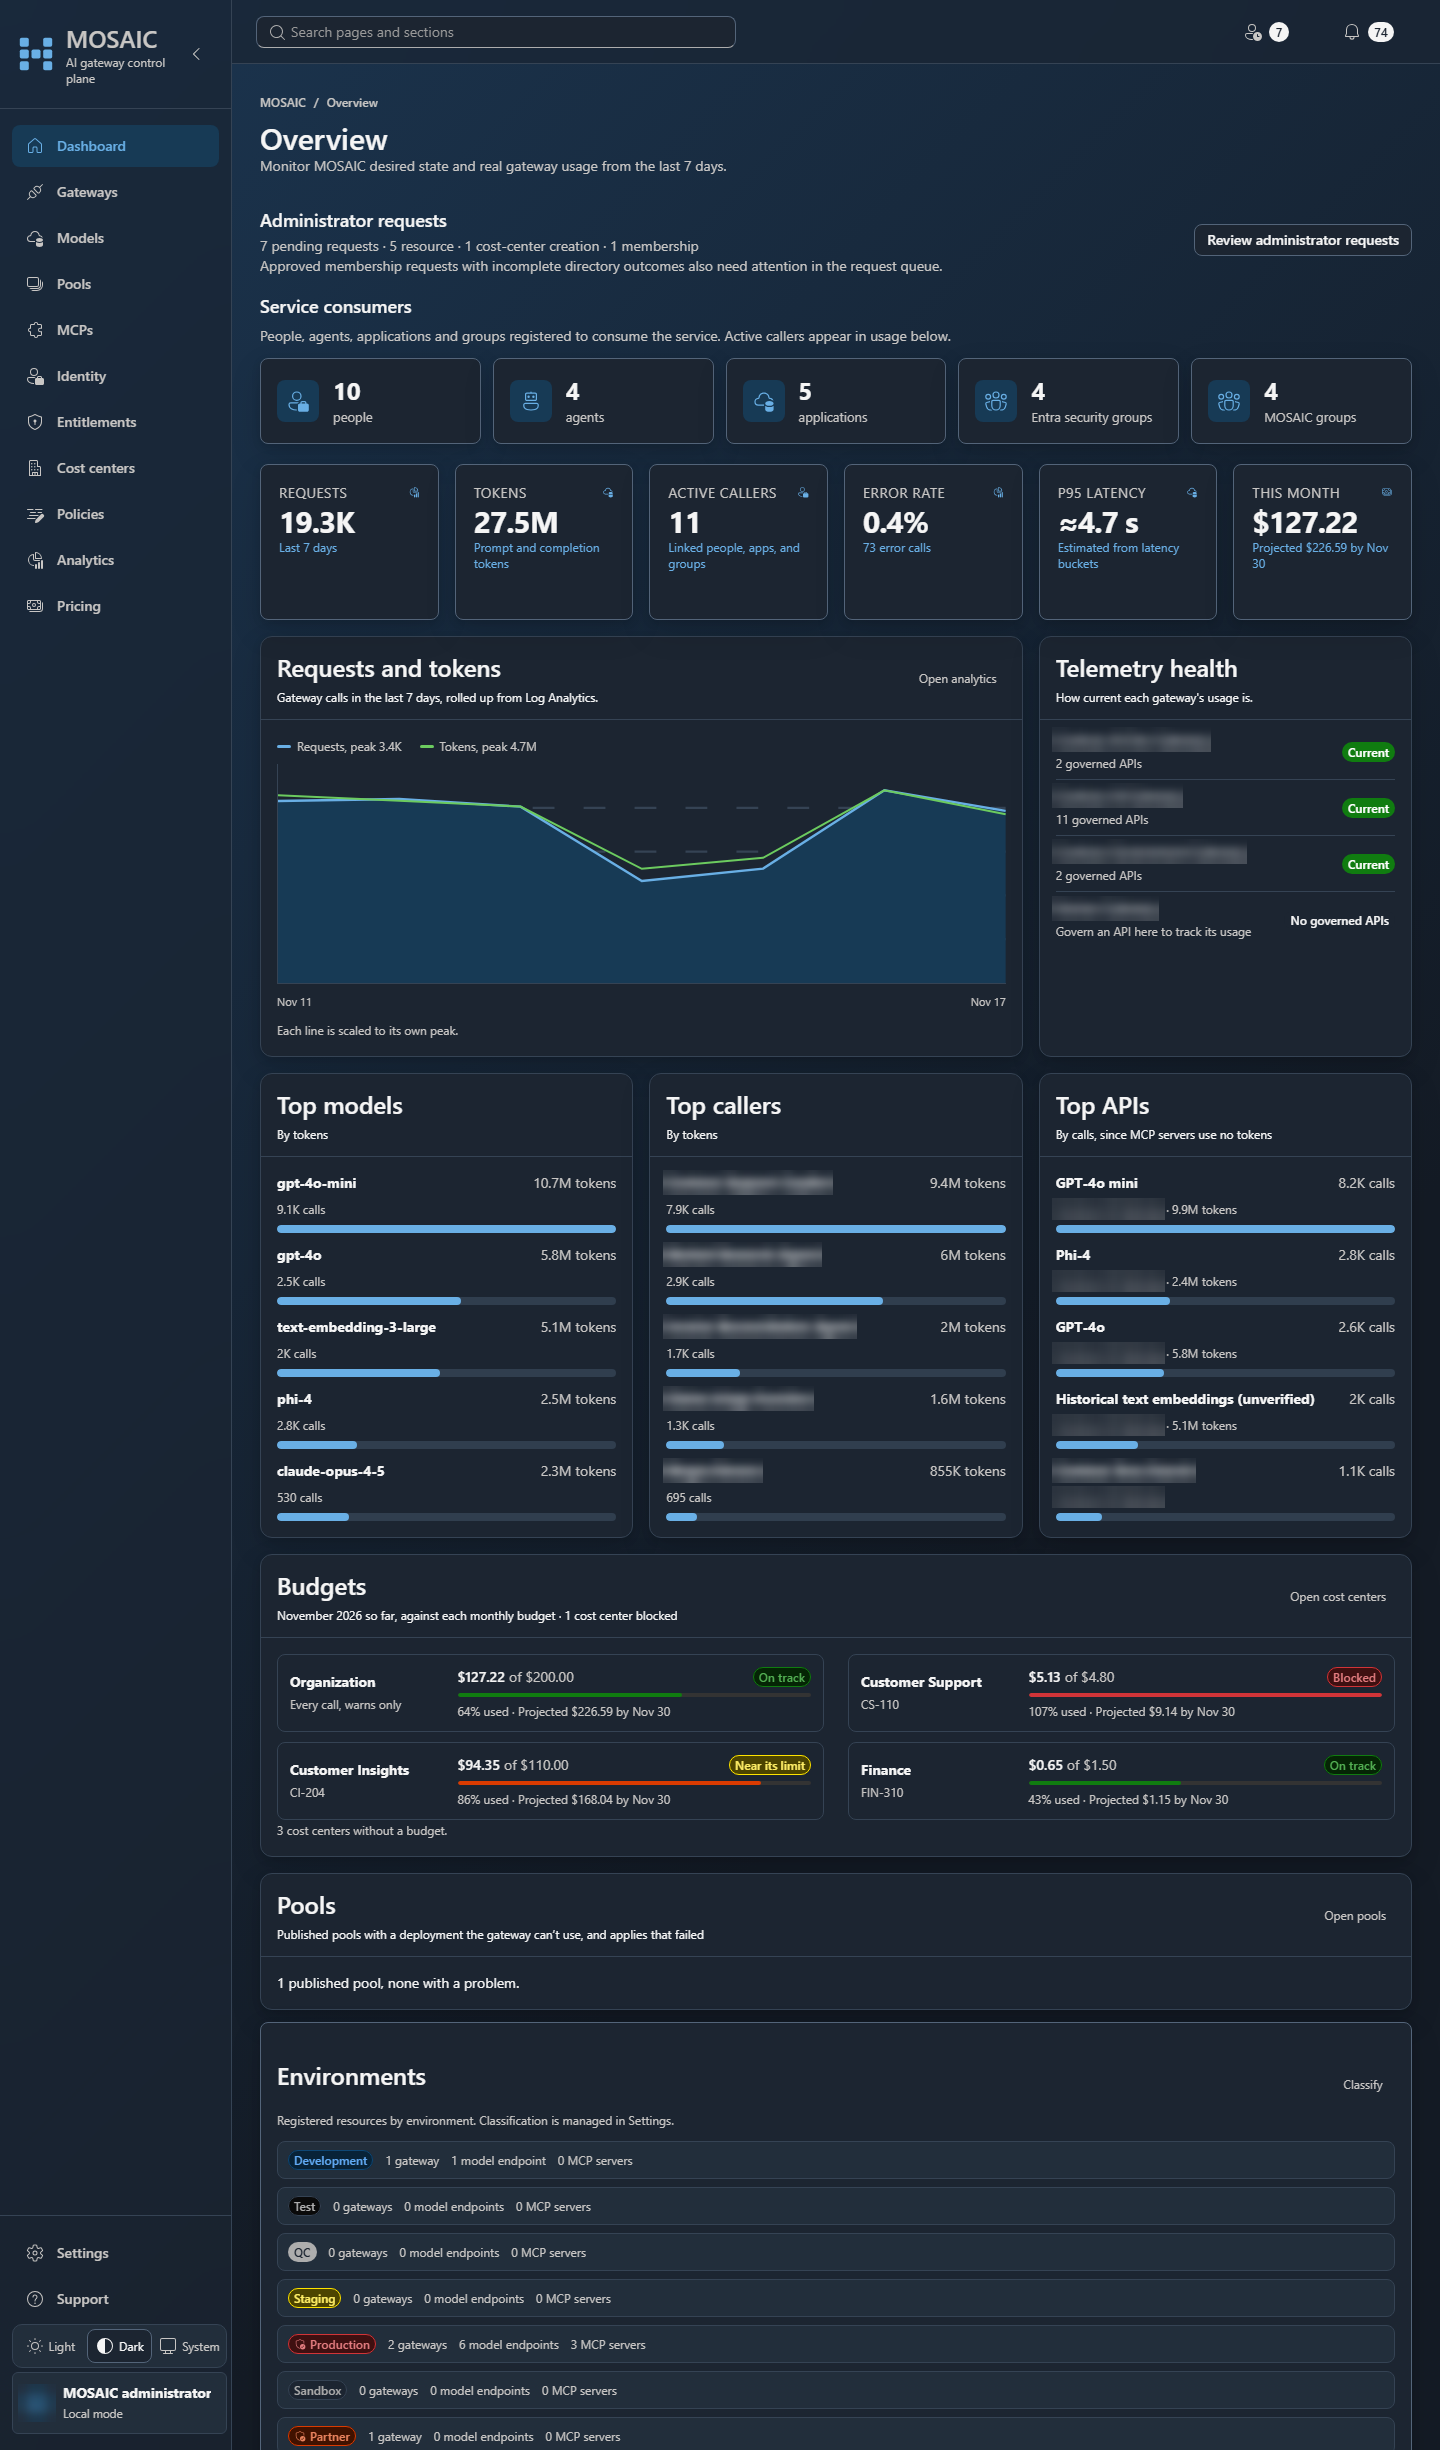 MOSAIC
AI gateway control
plane
Search pages and sections
7
74
Dashboard
Gateways
Models
Pools
MCPs
Identity
Entitlements
Cost centers
Policies
Analytics
Pricing
Settings
Support
Light
Dark
System
MOSAIC administrator
Local mode
MOSAIC / Overview
Overview
Monitor MOSAIC desired state and real gateway usage from the last 7 days.
Administrator requests
7 pending requests · 5 resource · 1 cost-center creation · 1 membership
Approved membership requests with incomplete directory outcomes also need attention in the request queue.
Review administrator requests
Service consumers
People, agents, applications and groups registered to consume the service. Active callers appear in usage below.
10
people
4
agents
5
applications
4
Entra security groups
4
MOSAIC groups
REQUESTS
19.3K
Last 7 days
TOKENS
27.5M
Prompt and completion
tokens
ACTIVE CALLERS
11
Linked people, apps, and
groups
ERROR RATE
0.4%
73 error calls
P95 LATENCY
≈4.7 s
Estimated from latency
buckets
THIS MONTH
$127.22
Projected $226.59 by Nov
30
Requests and tokens
Gateway calls in the last 7 days, rolled up from Log Analytics.
Open analytics
Requests, peak 3.4K
Tokens, peak 4.7M
Nov 11
Nov 17
Each line is scaled to its own peak.
Telemetry health
How current each gateway's usage is.
2 governed APIs
Current
11 governed APIs
Current
2 governed APIs
Current
Govern an API here to track its usage
No governed APIs
Top models
By tokens
gpt-4o-mini
10.7M tokens
9.1K calls
gpt-4o
5.8M tokens
2.5K calls
text-embedding-3-large
5.1M tokens
2K calls
phi-4
2.5M tokens
2.8K calls
claude-opus-4-5
2.3M tokens
530 calls
Top callers
By tokens
9.4M tokens
7.9K calls
6M tokens
2.9K calls
2M tokens
1.7K calls
1.6M tokens
1.3K calls
855K tokens
695 calls
Top APIs
By calls, since MCP servers use no tokens
GPT-4o mini
8.2K calls
· 9.9M tokens
Phi-4
2.8K calls
· 2.4M tokens
GPT-4o
2.6K calls
· 5.8M tokens
Historical text embeddings (unverified)
2K calls
· 5.1M tokens
1.1K calls
Budgets
November 2026 so far, against each monthly budget · 1 cost center blocked
Open cost centers
Organization
Every call, warns only
$127.22 of $200.00
On track
64% used · Projected $226.59 by Nov 30
Customer Support
CS-110
$5.13 of $4.80
Blocked
107% used · Projected $9.14 by Nov 30
Customer Insights
CI-204
$94.35 of $110.00
Near its limit
86% used · Projected $168.04 by Nov 30
Finance
FIN-310
$0.65 of $1.50
On track
43% used · Projected $1.15 by Nov 30
3 cost centers without a budget.
Pools
Published pools with a deployment the gateway can't use, and applies that failed
Open pools
1 published pool, none with a problem.
Environments
Classify
Registered resources by environment. Classification is managed in Settings.
Development 1 gateway 1 model endpoint 0 MCP servers
Test 0 gateways 0 model endpoints 0 MCP servers
QC 0 gateways 0 model endpoints 0 MCP servers
Staging 0 gateways 0 model endpoints 0 MCP servers
Production 2 gateways 6 model endpoints 3 MCP servers
Sandbox 0 gateways 0 model endpoints 0 MCP servers
Partner 1 gateway 0 model endpoints 0 MCP servers